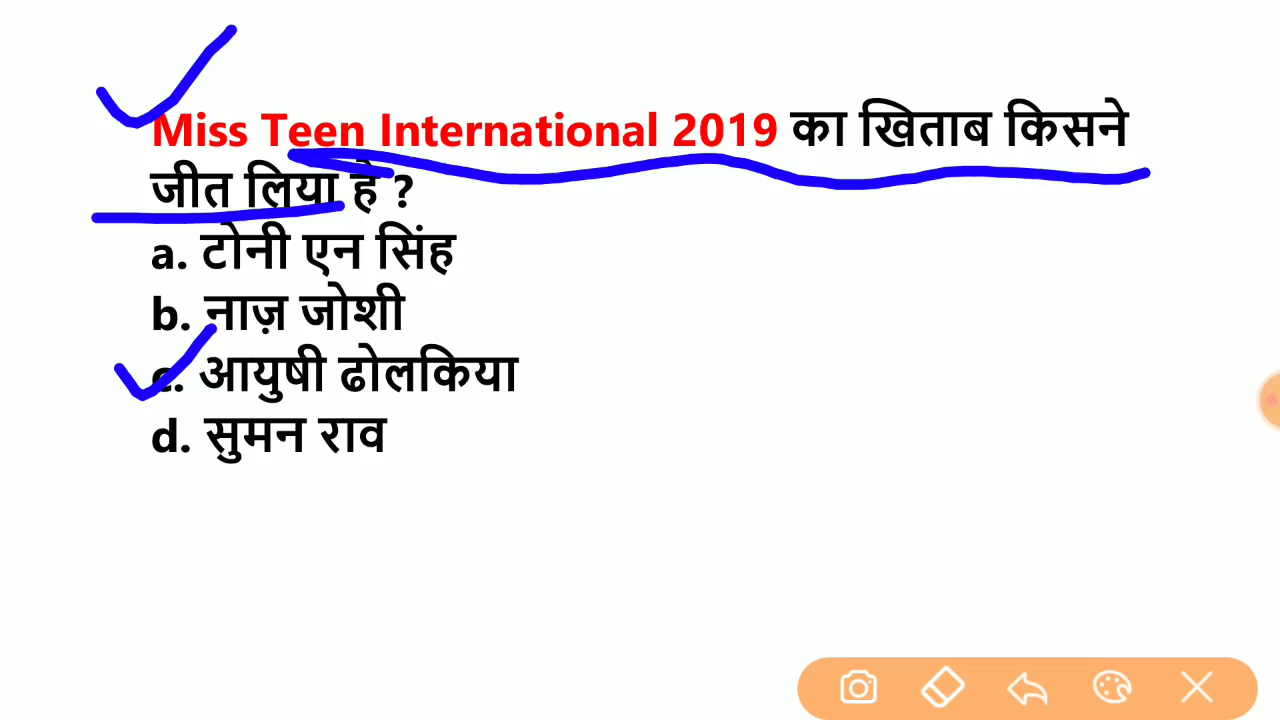 Miss Teen International 2019 का खिताब किसने
जीत लिया है ?
a. टोनी एन सिंह
b. नाज़ जोशी
c. आयुषी ढोलकिया
d. सुमन राव